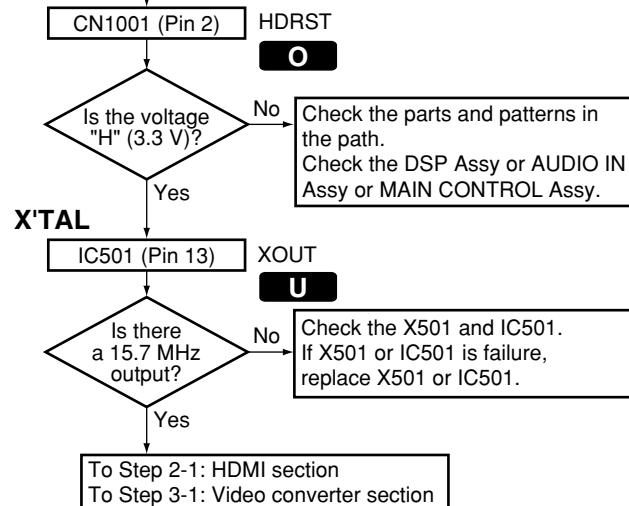 CN1001 (Pin 2) HDRST
O
Is the voltage
"H" (3.3 V)?
No
Check the parts and patterns in
the path.
Check the DSP Assy or AUDIO IN
Assy or MAIN CONTROL Assy.
Yes
X'TAL
IC501 (Pin 13) XOUT
U
Is there
a 15.7 MHz
output?
No
Check the X501 and IC501.
If X501 or IC501 is failure,
replace X501 or IC501.
Yes
To Step 2-1: HDMI section
To Step 3-1: Video converter section